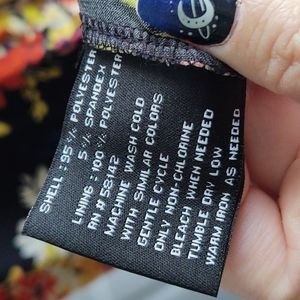 SHELL: 95 % POLYESTER
5 % SPANDEX
LINING: 100 % POLYESTER
RN # 58142
MACHINE WASH COLD
WITH SIMILAR COLORS
GENTLE CYCLE
ONLY NON-CHLORINE
BLEACH WHEN NEEDED
TUMBLE DRY LOW
WARM IRON AS NEEDED